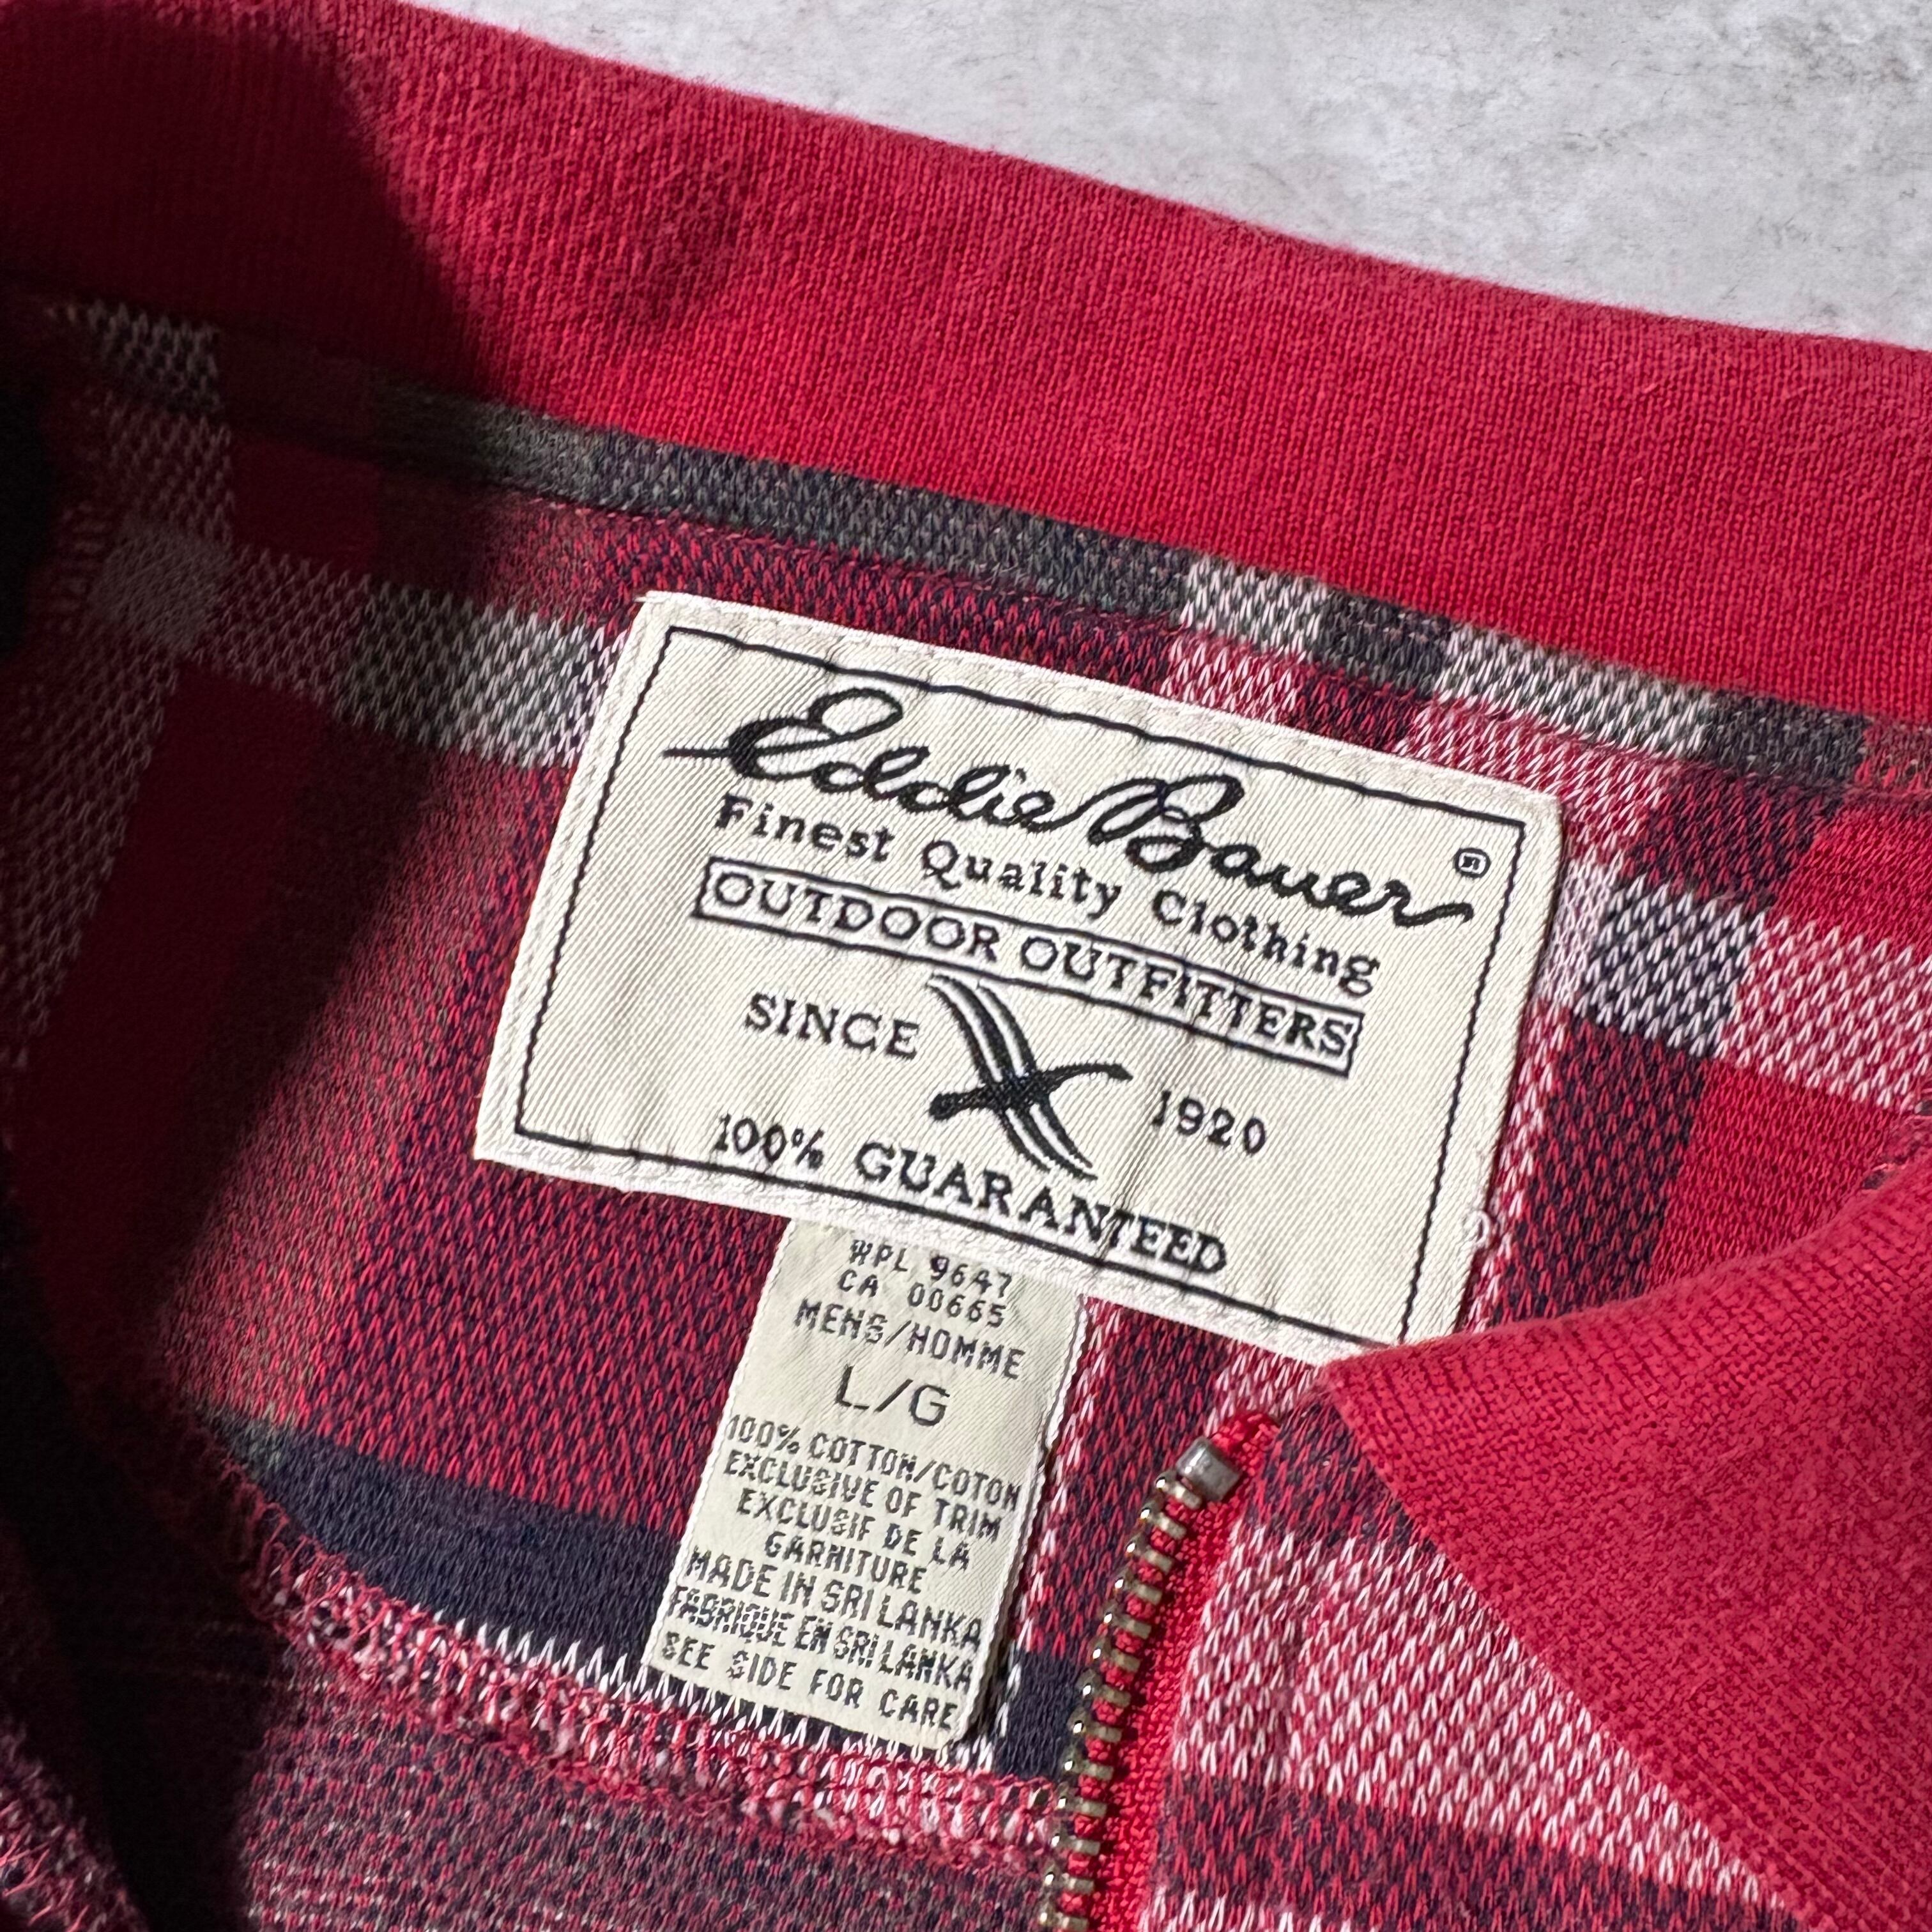 Eddie Bauer ®
Finest Quality Clothing
OUTDOOR OUTFITTERS
SINCE 1920
100% GUARANTEED
RPL 9647
CA 00665
MENS/HOMME
L/G
100% COTTON/COTON
EXCLUSIVE OF TRIM
EXCLUSIF DE LA
GARNITURE
MADE IN SRI LANKA
FABRIQUE EN SRI LANKA
SEE SIDE FOR CARE